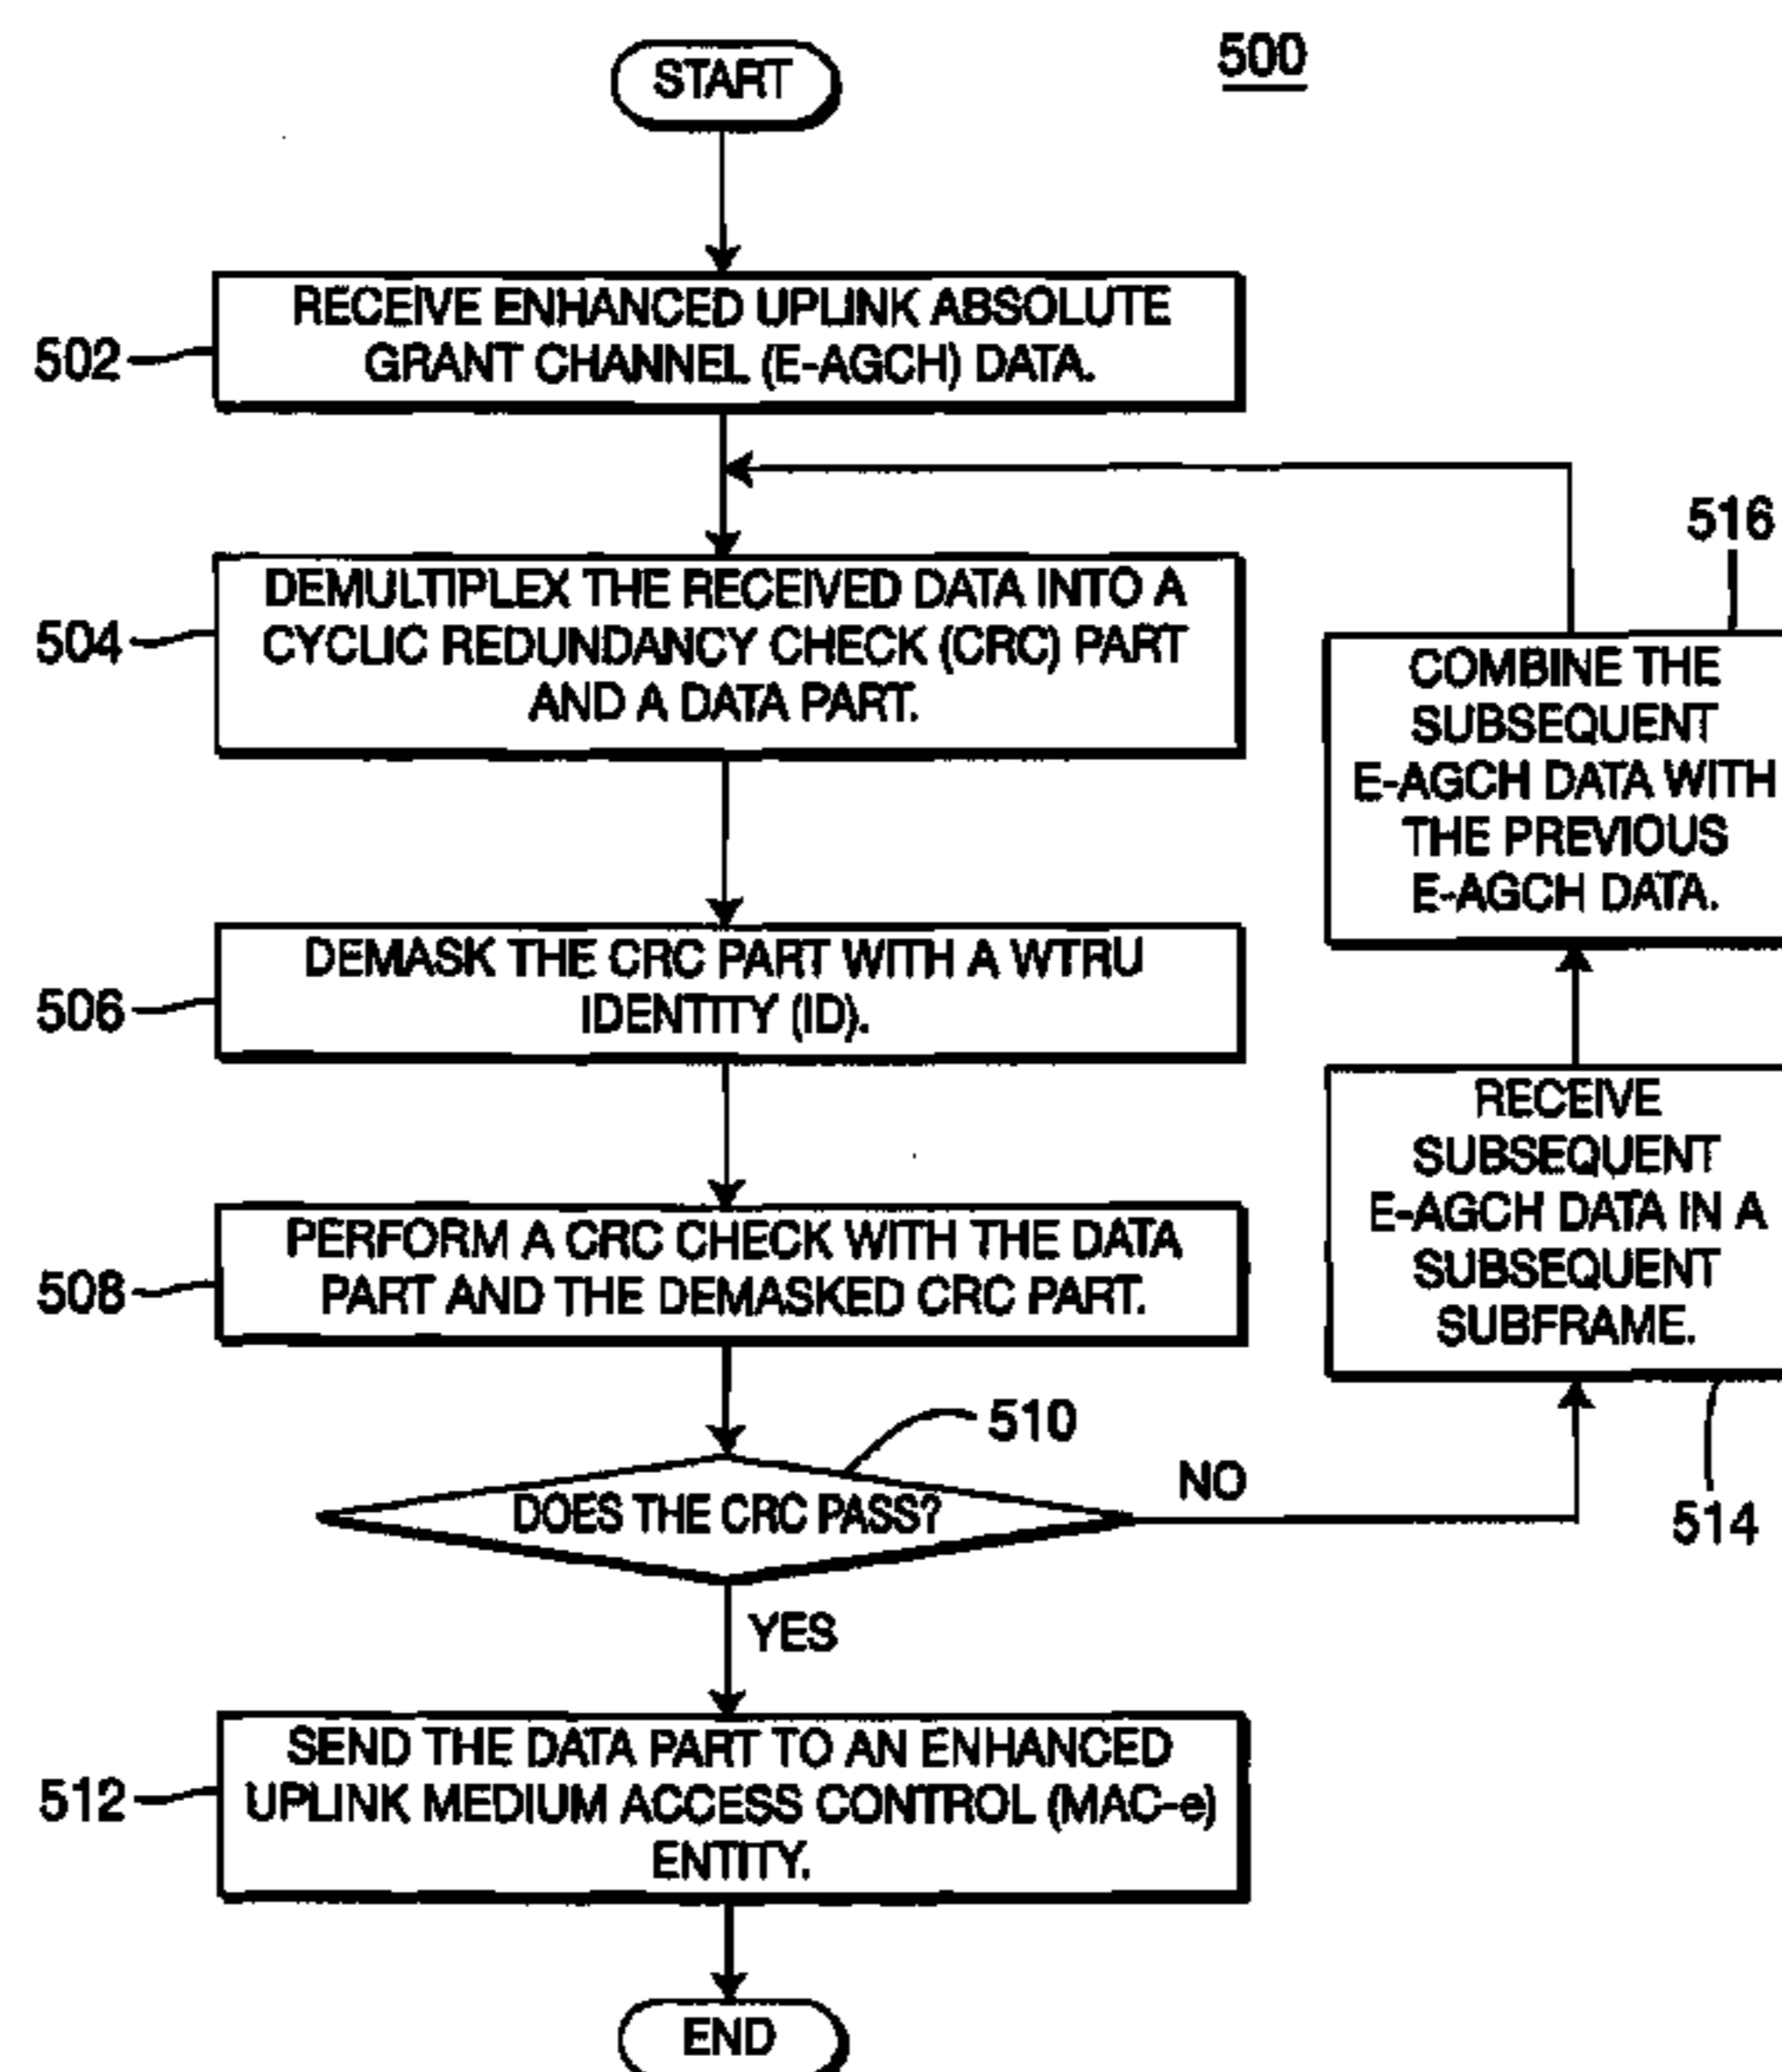 START
500
502
RECEIVE ENHANCED UPLINK ABSOLUTE
GRANT CHANNEL (E-AGCH) DATA.
504
DEMULTIPLEX THE RECEIVED DATA INTO A
CYCLIC REDUNDANCY CHECK (CRC) PART
AND A DATA PART.
516
COMBINE THE
SUBSEQUENT
E-AGCH DATA WITH
THE PREVIOUS
E-AGCH DATA.
506
DEMASK THE CRC PART WITH A WTRU
IDENTITY (ID).
RECEIVE
SUBSEQUENT
E-AGCH DATA IN A
SUBSEQUENT
SUBFRAME.
514
508
PERFORM A CRC CHECK WITH THE DATA
PART AND THE DEMASKED CRC PART.
510
DOES THE CRC PASS?
NO
YES
512
SEND THE DATA PART TO AN ENHANCED
UPLINK MEDIUM ACCESS CONTROL (MAC-e)
ENTITY.
END